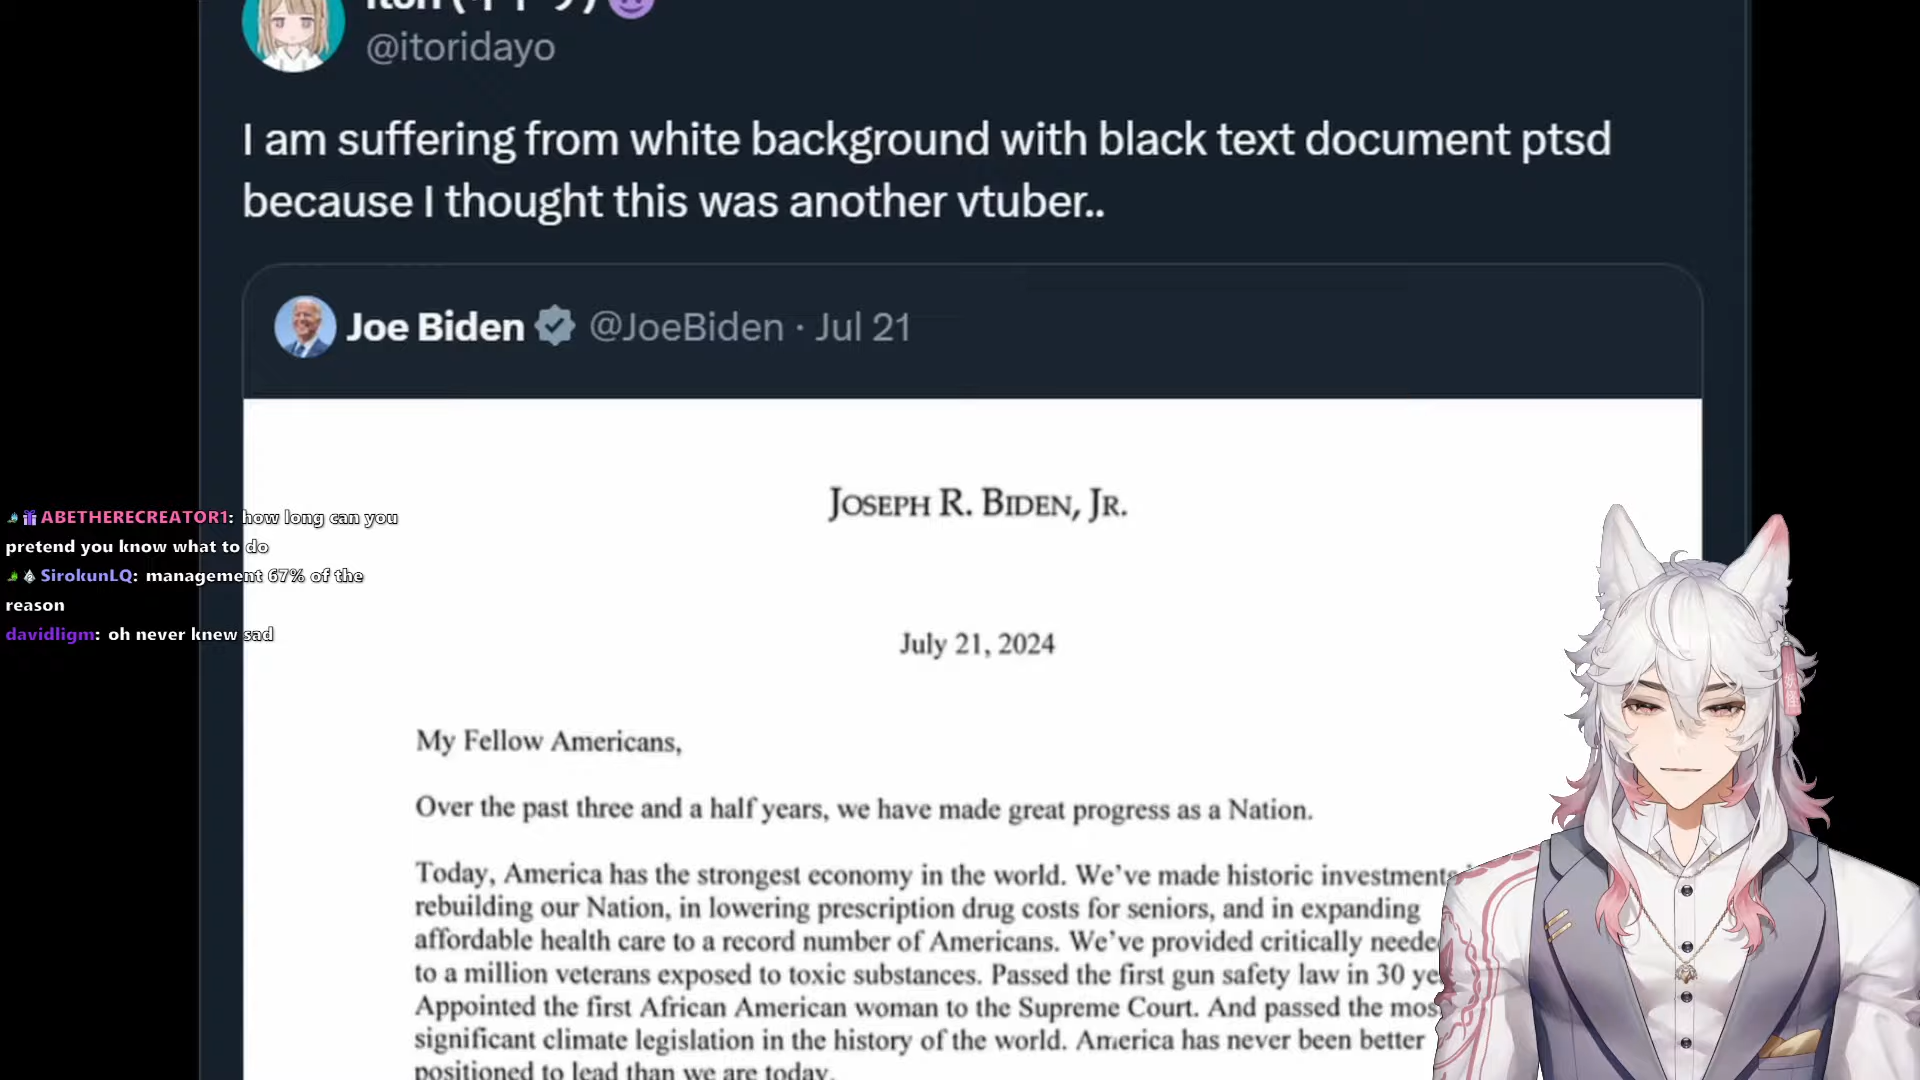 @itoridayo
I am suffering from white background with black text document ptsd
because I thought this was another vtuber..
Joe Biden @JoeBiden · Jul 21
JOSEPH R. BIDEN, JR.
July 21, 2024
My Fellow Americans,
Over the past three and a half years, we have made great progress as a Nation.
Today, America has the strongest economy in the world. We've made historic investments
rebuilding our Nation, in lowering prescription drug costs for seniors, and in expanding
affordable health care to a record number of Americans. We've provided critically neede
to a million veterans exposed to toxic substances. Passed the first gun safety law in 30 ye
Appointed the first African American woman to the Supreme Court. And passed the mos
significant climate legislation in the history of the world. America has never been better
positioned to lead than we are today.
ABETHERECREATOR1: how long can you
pretend you know what to do
SirokunLQ: management 67% of the
reason
davidligm: oh never knew sad
妖怪